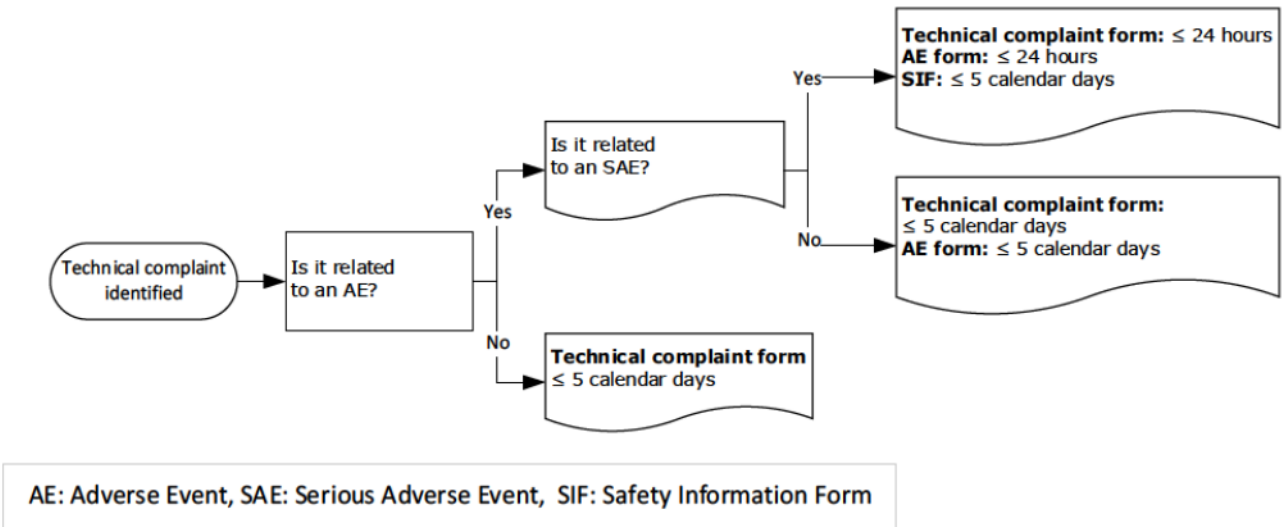 Technical complaint
identified
Is it related
to an AE?
Yes
No
Is it related
to an SAE?
Technical complaint form
≤ 5 calendar days
Yes
No
Technical complaint form: ≤ 24 hours
AE form: ≤ 24 hours
SIF: ≤ 5 calendar days
Technical complaint form:
≤ 5 calendar days
AE form: ≤ 5 calendar days
AE: Adverse Event, SAE: Serious Adverse Event, SIF: Safety Information Form